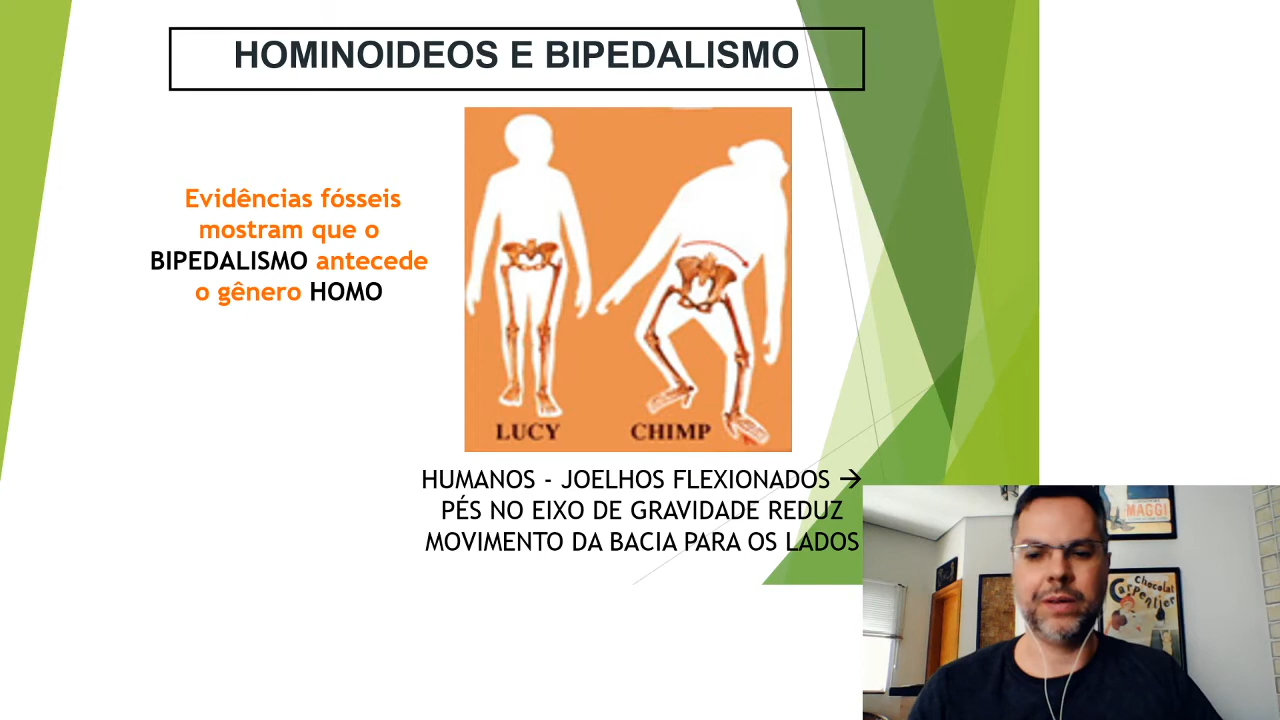 HOMINOIDEOS E BIPEDALISMO
Evidências fósseis
mostram que o
BIPEDALISMO antecede
o gênero HOMO
LUCY
CHIMP
HUMANOS - JOELHOS FLEXIONADOS →
PÉS NO EIXO DE GRAVIDADE REDUZ
MOVIMENTO DA BACIA PARA OS LADOS
MAGGI
Chocolat
Carpentier